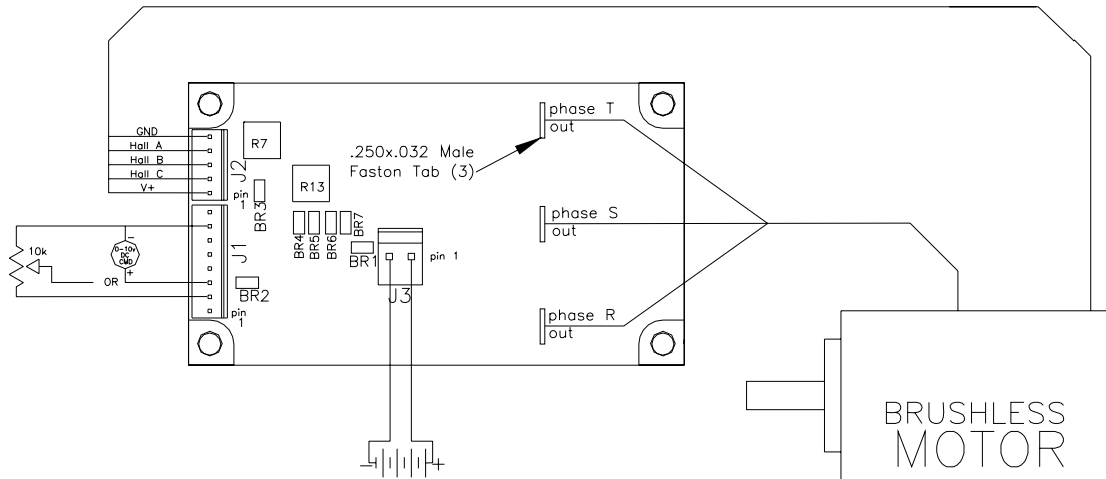 GND
Hall A
Hall B
Hall C
V+
J2
pin
1
R7
R13
BR3
BR4
BR5
BR6
BR7
BR1
.250x.032 Male
Faston Tab (3)
phase T
out
phase S
out
phase R
out
10k
-
0-10v
DC
CMD
+
OR
J1
BR2
pin
1
pin 1
J3
-
+
BRUSHLESS
MOTOR